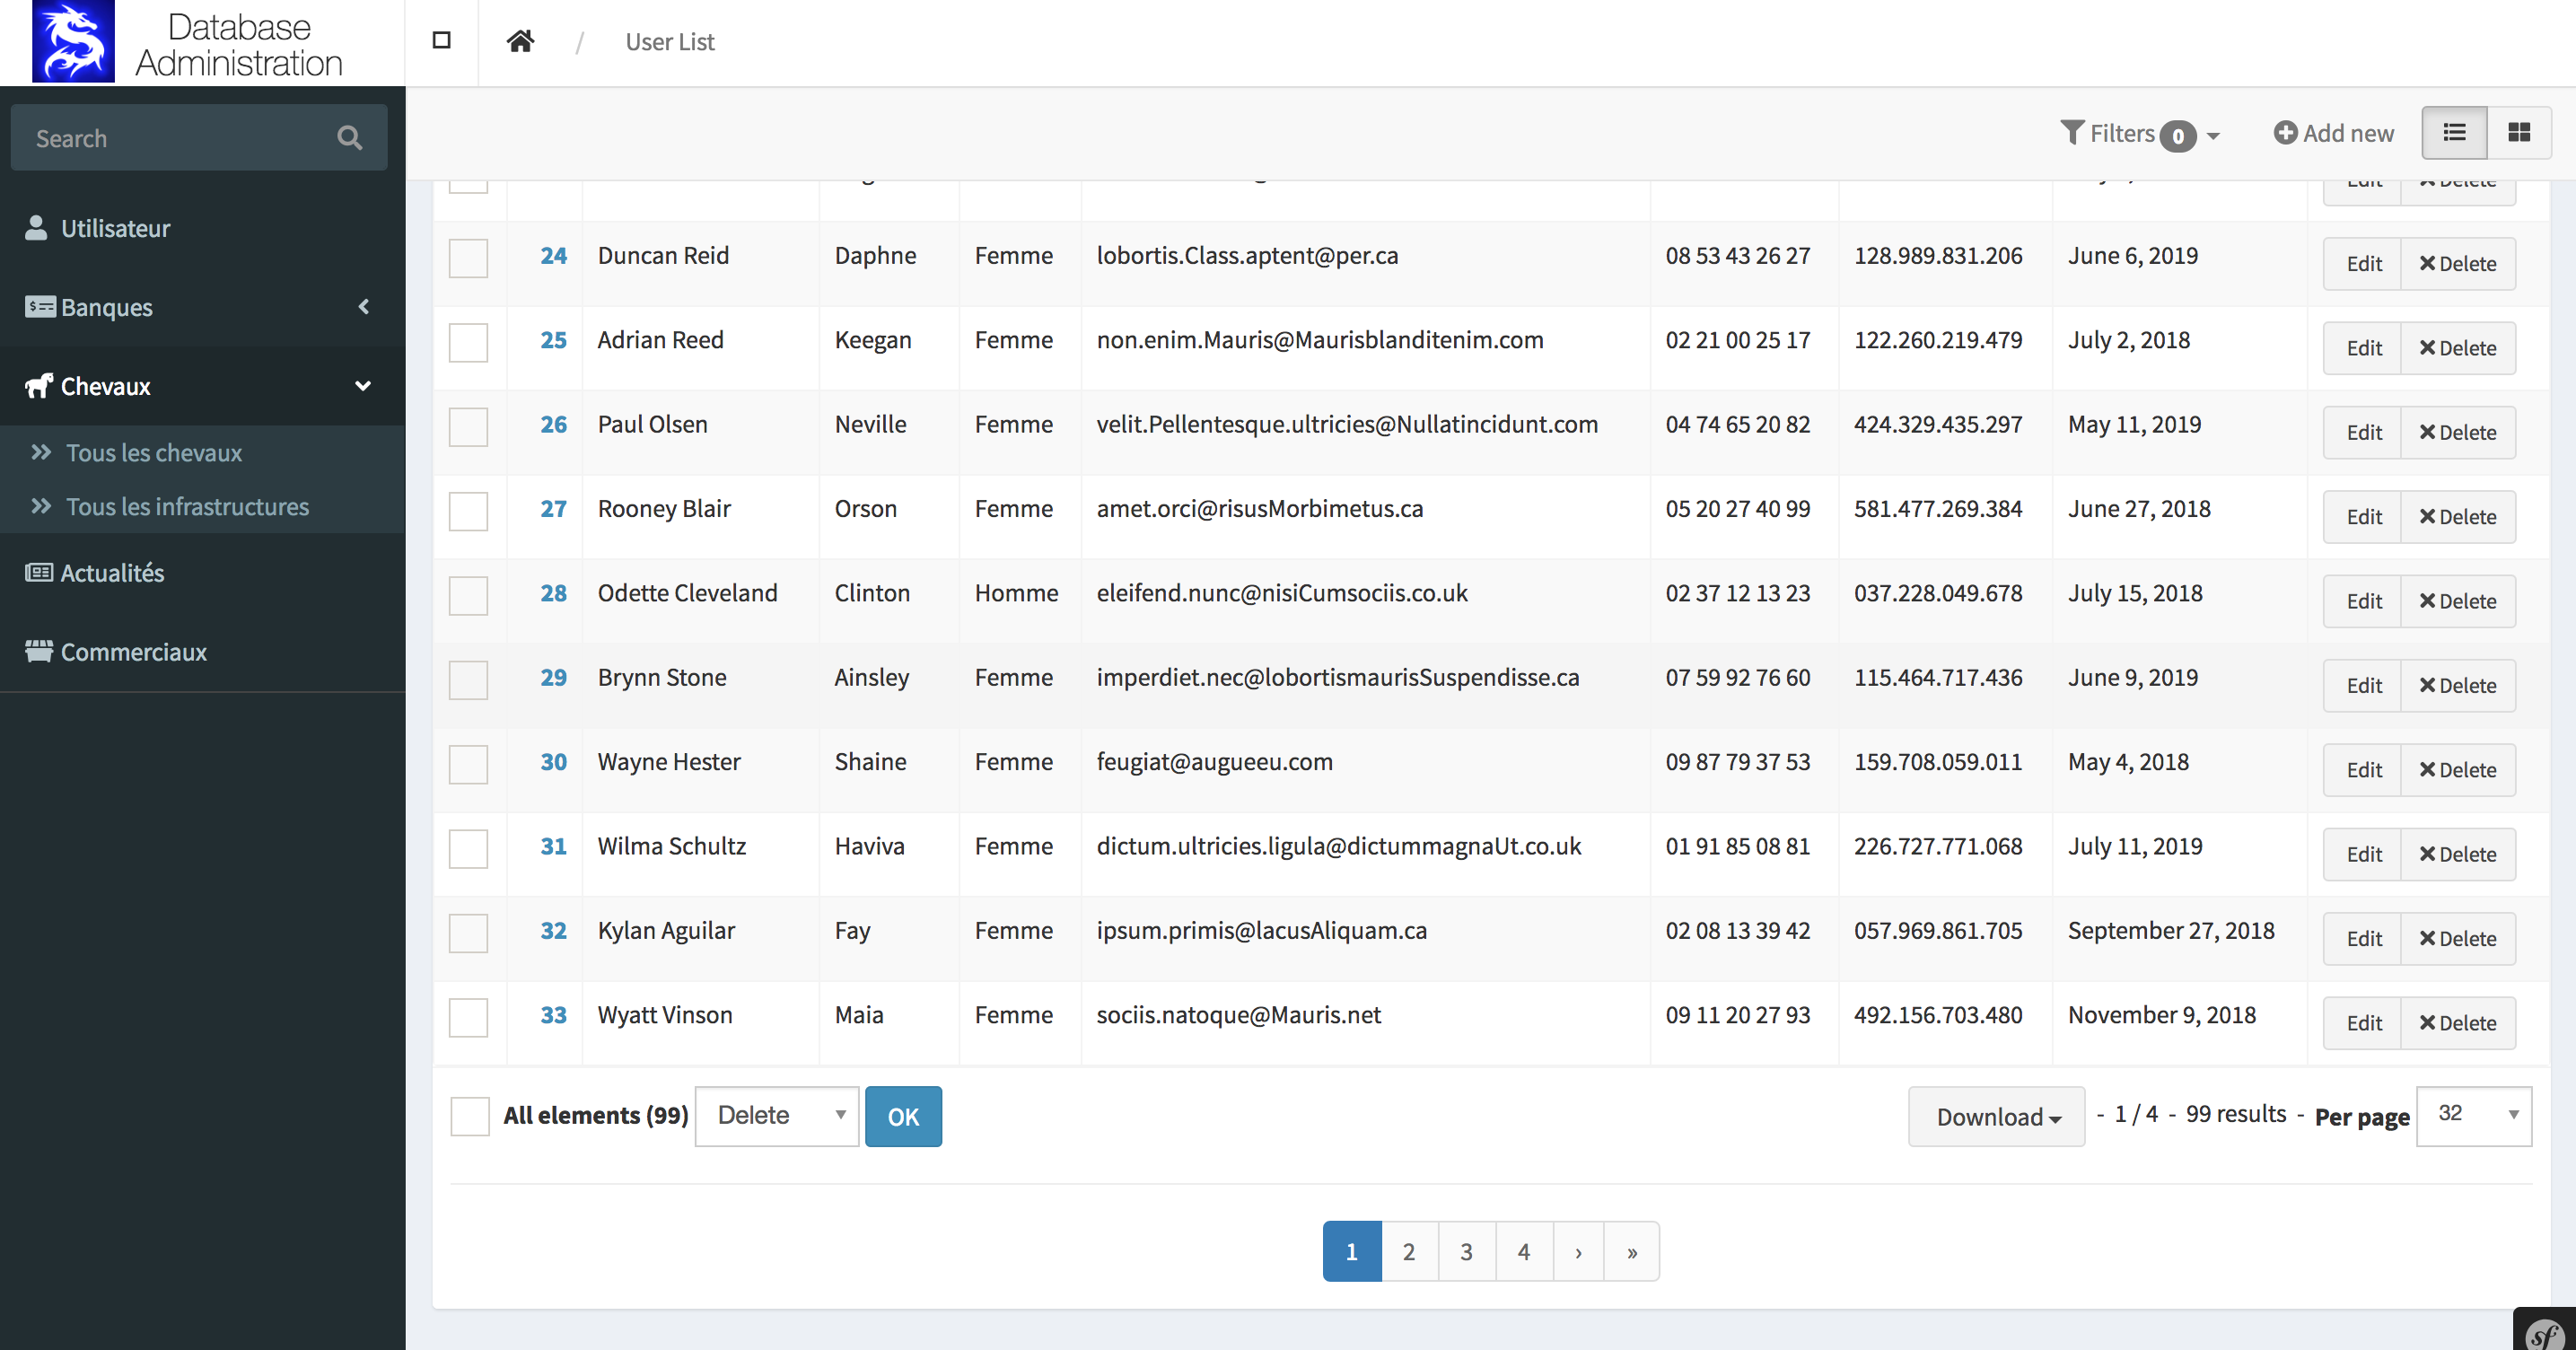 Database
Administration
User List
Search
Filters 0
Add new
Utilisateur
Banques
Chevaux
Tous les chevaux
Tous les infrastructures
Actualités
Commerciaux
Edit Delete
24 Duncan Reid Daphne Femme lobortis.Class.aptent@per.ca 08 53 43 26 27 128.989.831.206 June 6, 2019 Edit Delete
25 Adrian Reed Keegan Femme non.enim.Mauris@Maurisblanditenim.com 02 21 00 25 17 122.260.219.479 July 2, 2018 Edit Delete
26 Paul Olsen Neville Femme velit.Pellentesque.ultricies@Nullatincidunt.com 04 74 65 20 82 424.329.435.297 May 11, 2019 Edit Delete
27 Rooney Blair Orson Femme amet.orci@risusMorbimetus.ca 05 20 27 40 99 581.477.269.384 June 27, 2018 Edit Delete
28 Odette Cleveland Clinton Homme eleifend.nunc@nisiCumsociis.co.uk 02 37 12 13 23 037.228.049.678 July 15, 2018 Edit Delete
29 Brynn Stone Ainsley Femme imperdiet.nec@lobortismaurisSuspendisse.ca 07 59 92 76 60 115.464.717.436 June 9, 2019 Edit Delete
30 Wayne Hester Shaine Femme feugiat@augueeu.com 09 87 79 37 53 159.708.059.011 May 4, 2018 Edit Delete
31 Wilma Schultz Haviva Femme dictum.ultricies.ligula@dictummagnaUt.co.uk 01 91 85 08 81 226.727.771.068 July 11, 2019 Edit Delete
32 Kylan Aguilar Fay Femme ipsum.primis@lacusAliquam.ca 02 08 13 39 42 057.969.861.705 September 27, 2018 Edit Delete
33 Wyatt Vinson Maia Femme sociis.natoque@Mauris.net 09 11 20 27 93 492.156.703.480 November 9, 2018 Edit Delete
All elements (99) Delete OK Download - 1 / 4 - 99 results - Per page 32
1 2 3 4 › »
sf